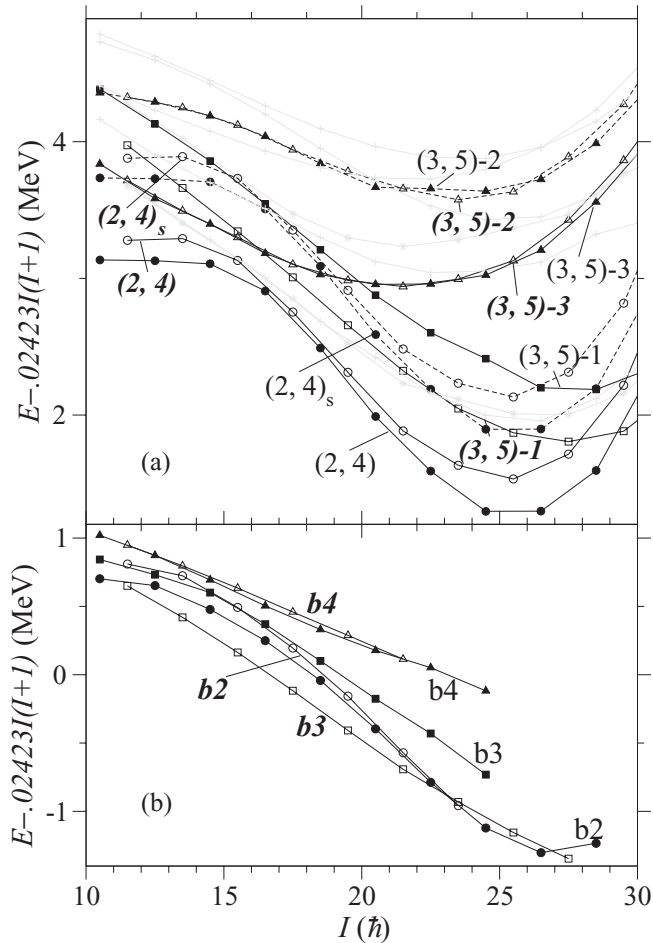 E−.02423I(I+1) (MeV)
4
2
(3, 5)-2
(3, 5)-2
(2, 4)s
(2, 4)
(3, 5)-3
(3, 5)-3
(3, 5)-1
(2, 4)s
(3, 5)-1
(2, 4)
(a)
E−.02423I(I+1) (MeV)
1
0
-1
b4
b4
b2
b3
b3
b2
(b)
10 15 20 25 30
I (ℏ)